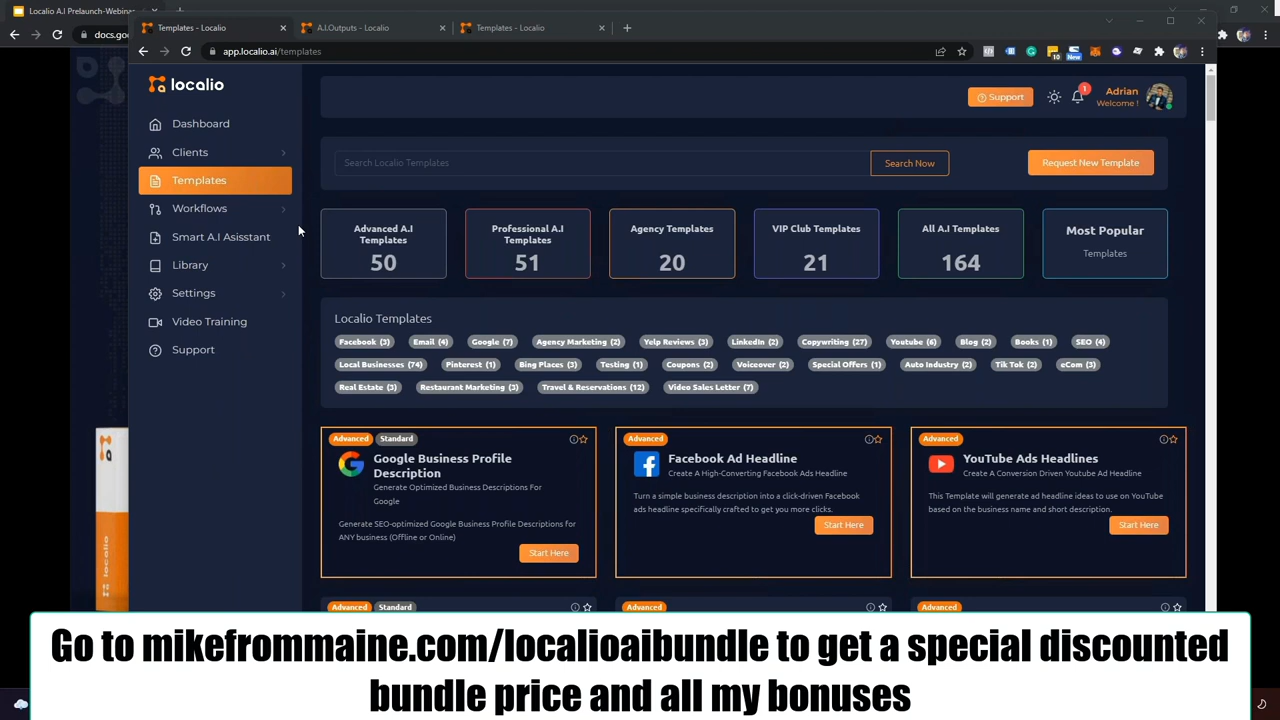 Localio A.I Prelaunch-Webinar
docs.goo
Templates - Localio
A.I.Outputs - Localio
Templates - Localio
app.localio.ai/templates
10
New
localio
Dashboard
Clients
Templates
Workflows
Smart A.I Asisstant
Library
Settings
Video Training
Support
Support
1
Adrian
Welcome !
Search Localio Templates
Search Now
Request New Template
Advanced A.I Templates
50
Professional A.I Templates
51
Agency Templates
20
VIP Club Templates
21
All A.I Templates
164
Most Popular
Templates
Localio Templates
Facebook (3) Email (4) Google (7) Agency Marketing (2) Yelp Reviews (3) LinkedIn (2) Copywriting (27) Youtube (6) Blog (2) Books (1) SEO (4)
Local Businesses (74) Pinterest (1) Bing Places (3) Testing (1) Coupons (2) Voiceover (2) Special Offers (1) Auto Industry (2) Tik Tok (2) eCom (3)
Real Estate (3) Restaurant Marketing (3) Travel & Reservations (12) Video Sales Letter (7)
Advanced Standard
Google Business Profile
Description
Generate Optimized Business Descriptions For
Google
Generate SEO-optimized Google Business Profile Descriptions for
ANY business (Offline or Online)
Start Here
Advanced
Facebook Ad Headline
Create A High-Converting Facebook Ads Headline
Turn a simple business description into a click-driven Facebook
ads headline specifically crafted to get you more clicks.
Start Here
Advanced
YouTube Ads Headlines
Create A Conversion Driven Youtube Ad Headline
This Template will generate ad headline ideas to use on YouTube
based on the business name and short description.
Start Here
Advanced Standard
Advanced
Advanced
localio
Go to mikefrommaine.com/localioaibundle to get a special discounted
bundle price and all my bonuses